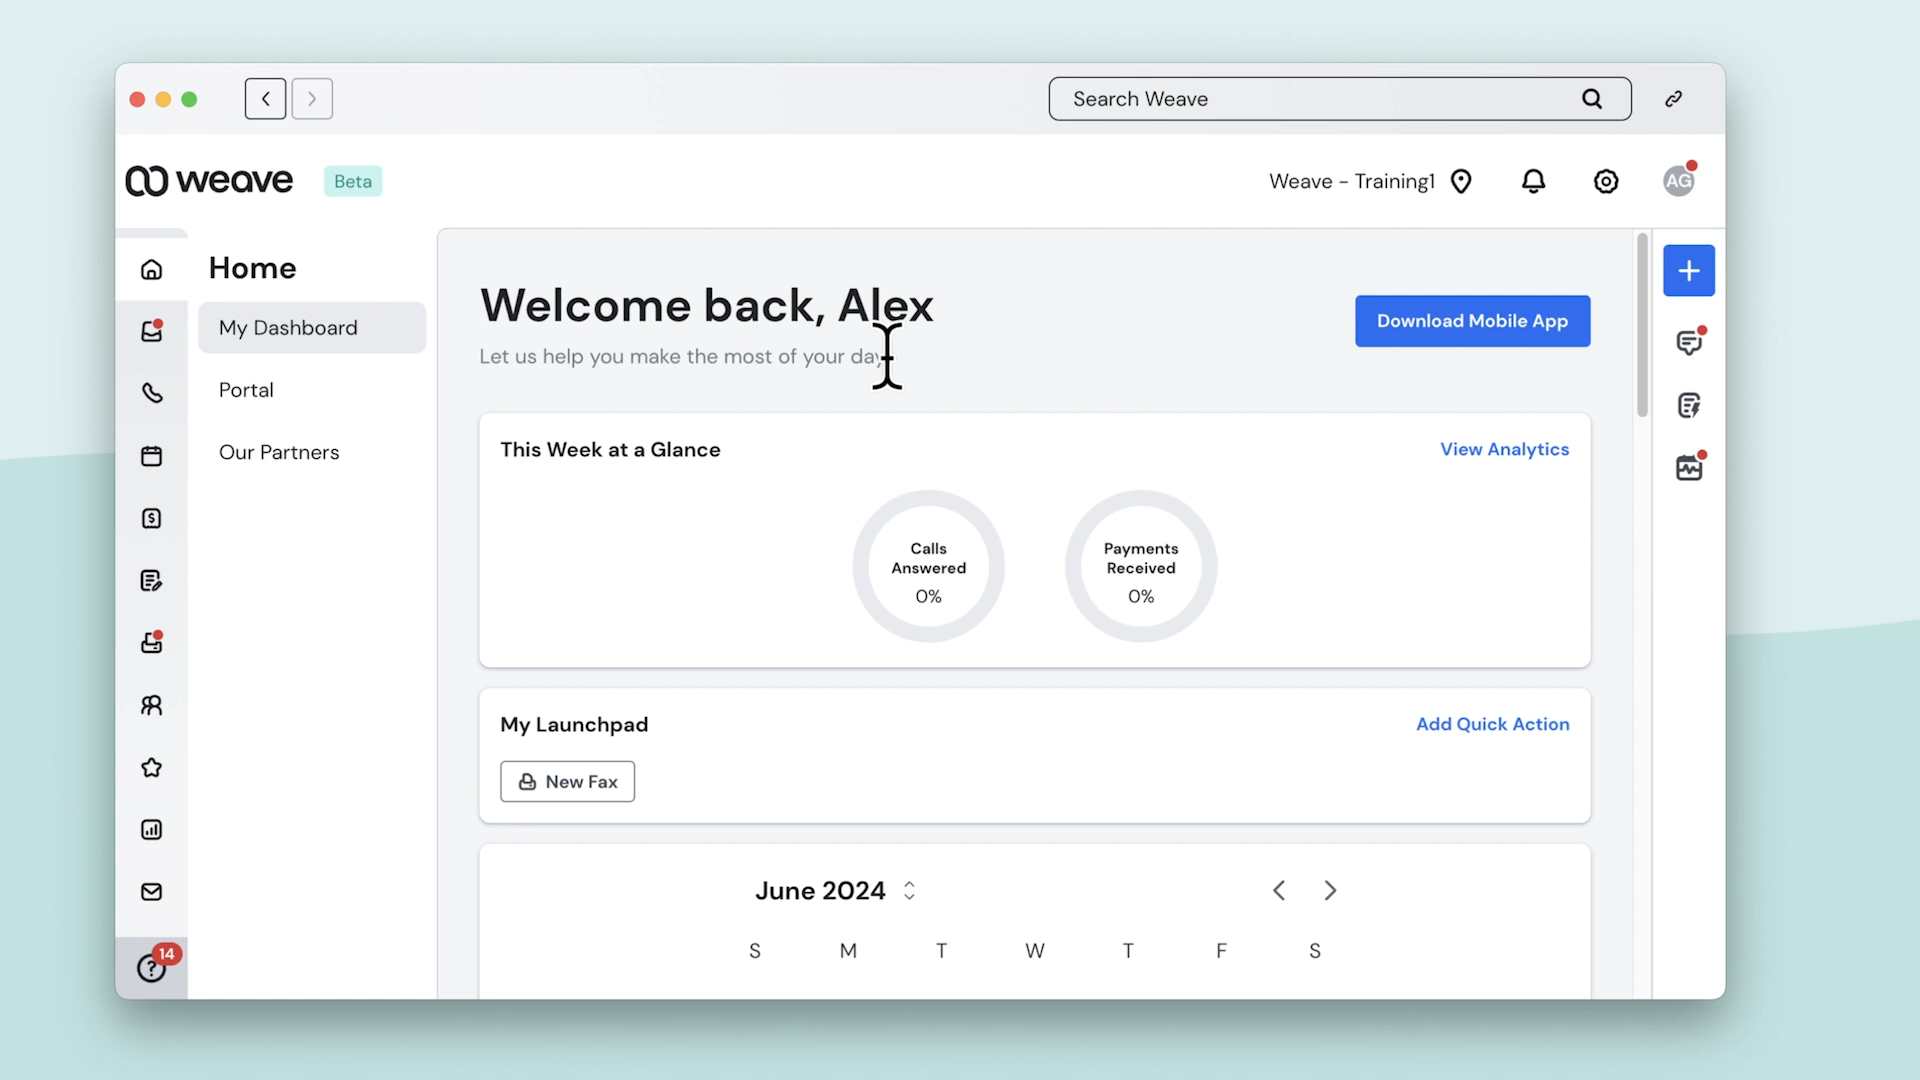 Search Weave
weave
Beta
Weave - Training1
AG
Home
My Dashboard
Portal
Our Partners
14
Welcome back, Alex
Download Mobile App
Let us help you make the most of your day
This Week at a Glance
View Analytics
Calls
Answered
0%
Payments
Received
0%
My Launchpad
Add Quick Action
New Fax
June 2024
S M T W T F S